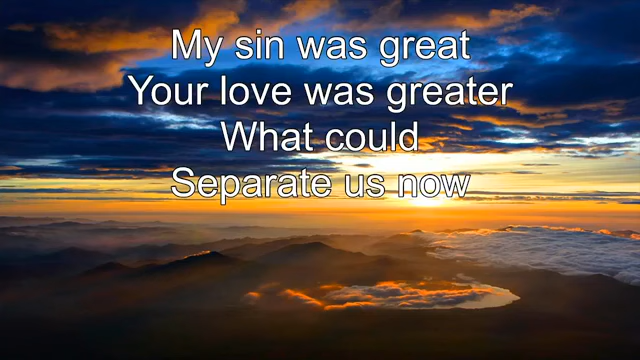 My sin was great
Your love was greater
What could
Separate us now